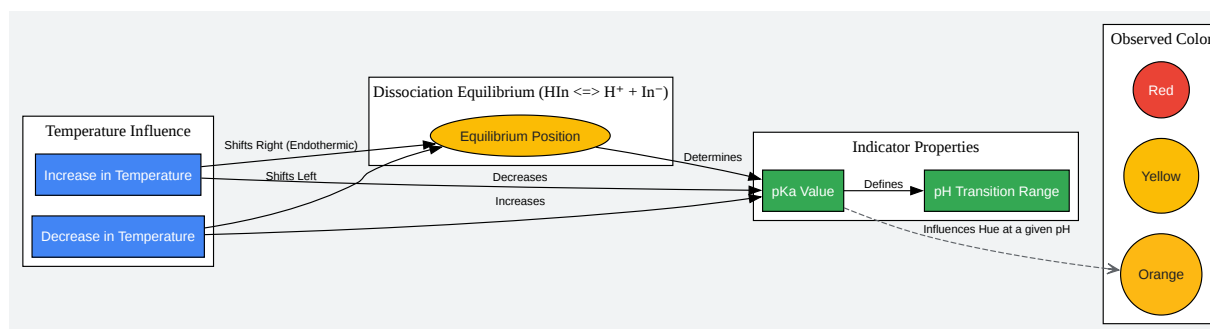 Observed Color
Red
Yellow
Orange
Dissociation Equilibrium (HIn <=> H⁺ + In⁻)
Equilibrium Position
Temperature Influence
Increase in Temperature
Decrease in Temperature
Shifts Right (Endothermic)
Shifts Left
Decreases
Increases
Determines
Indicator Properties
pKa Value
Defines
pH Transition Range
Influences Hue at a given pH